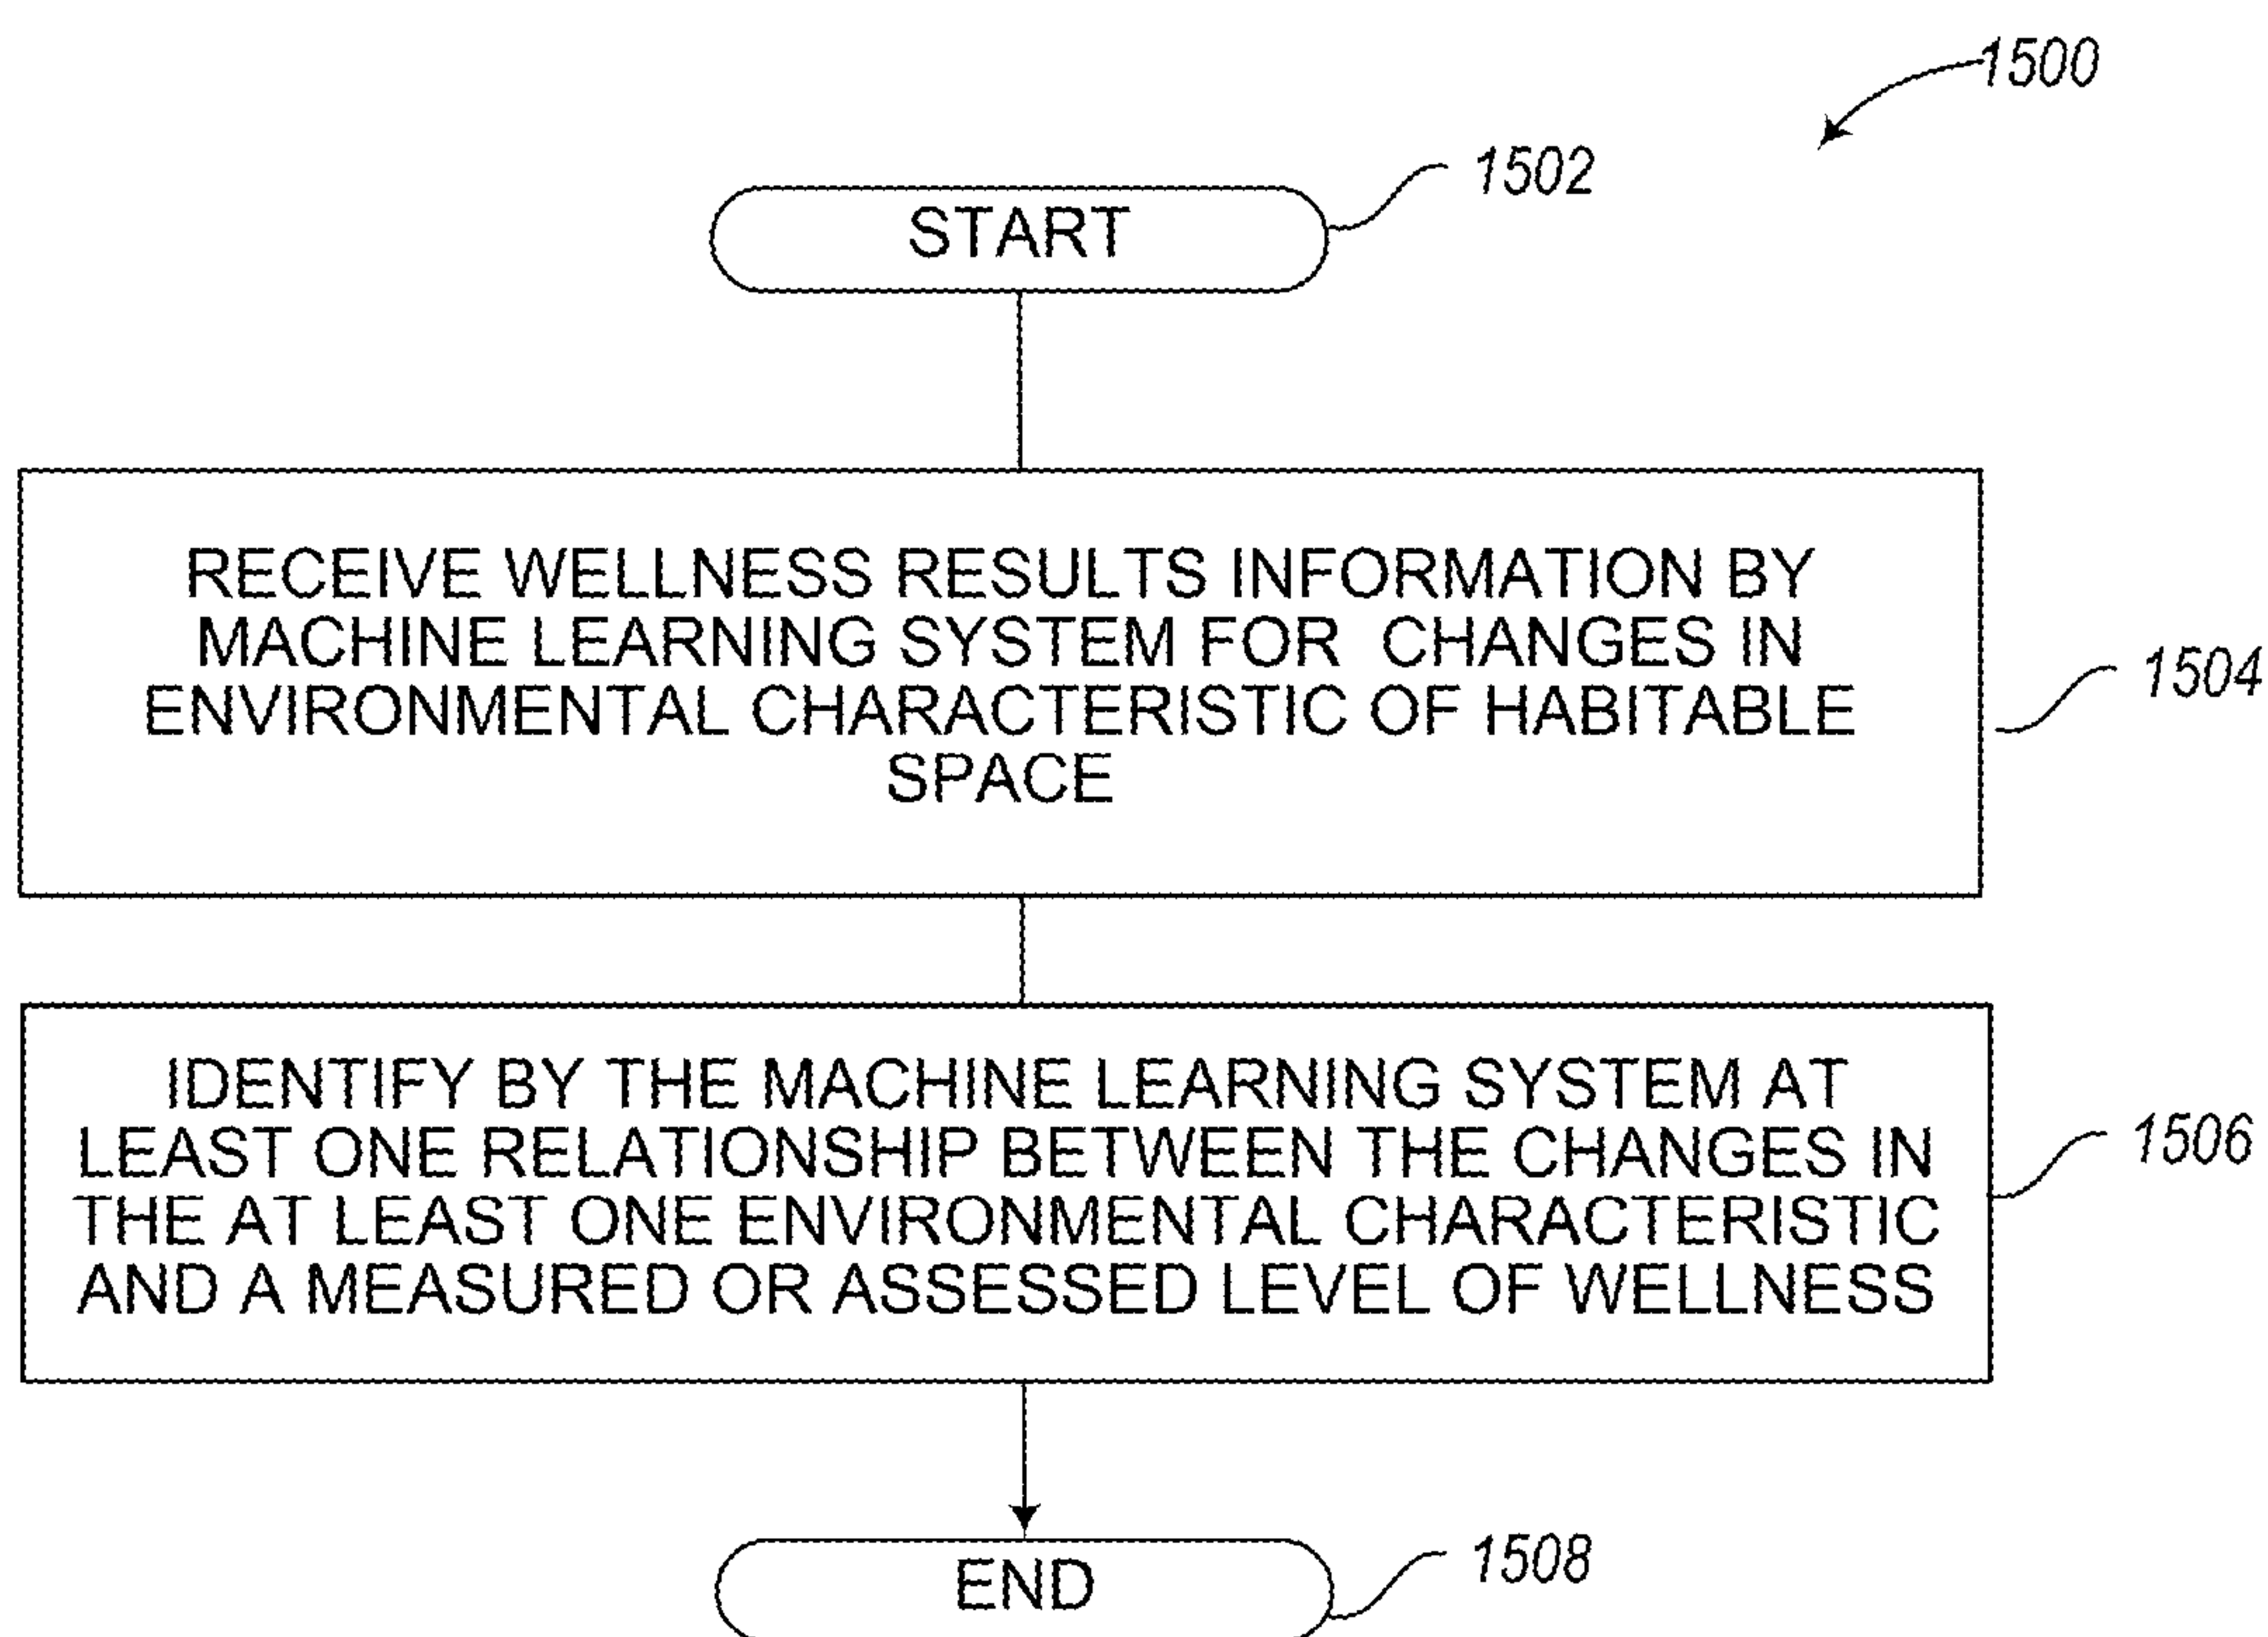 1500
1502
START
RECEIVE WELLNESS RESULTS INFORMATION BY
MACHINE LEARNING SYSTEM FOR CHANGES IN
ENVIRONMENTAL CHARACTERISTIC OF HABITABLE
SPACE
1504
IDENTIFY BY THE MACHINE LEARNING SYSTEM AT
LEAST ONE RELATIONSHIP BETWEEN THE CHANGES IN
THE AT LEAST ONE ENVIRONMENTAL CHARACTERISTIC
AND A MEASURED OR ASSESSED LEVEL OF WELLNESS
1506
END
1508